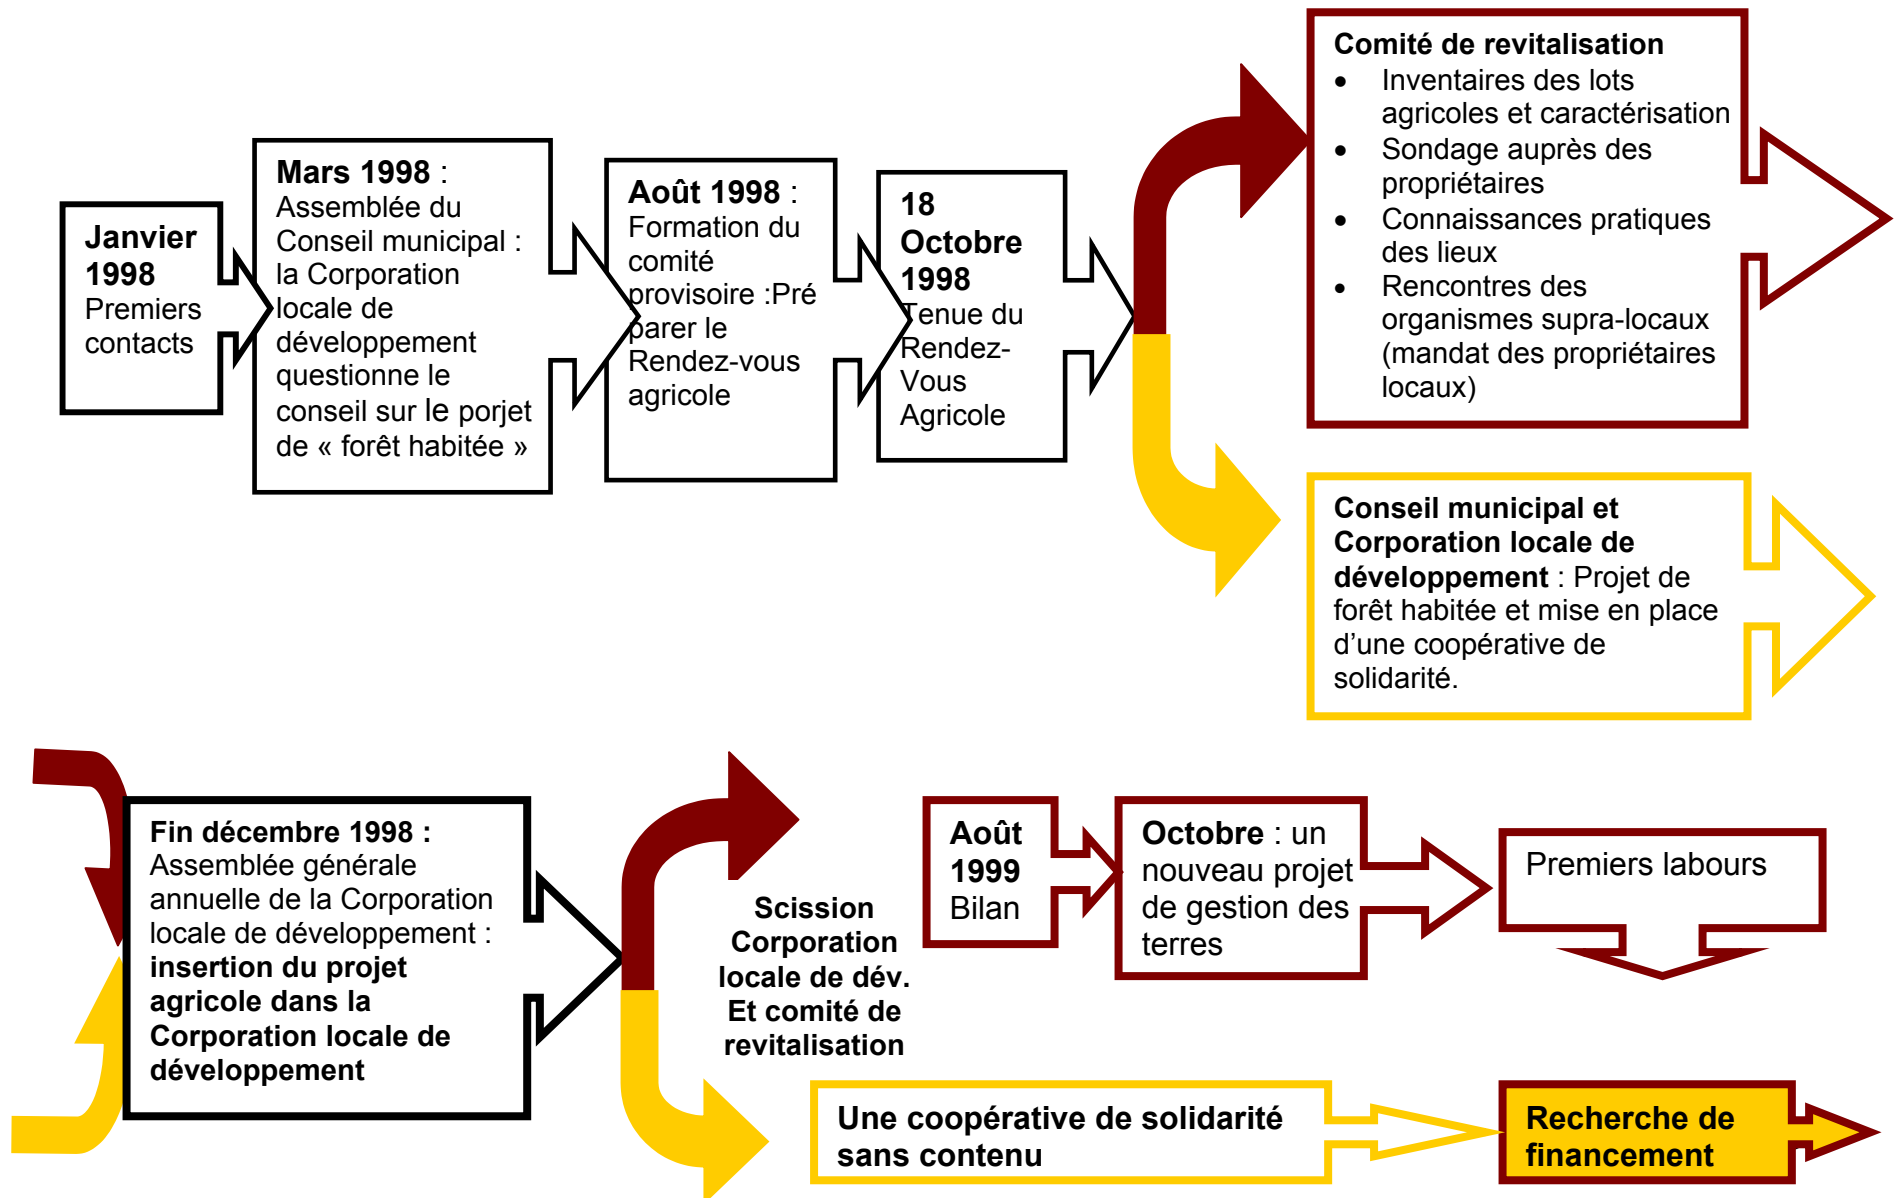 Janvier
1998
Premiers
contacts
Mars 1998 :
Assemblée du
Conseil municipal :
la Corporation
locale de
développement
questionne le
conseil sur le porjet
de « forêt habitée »
Août 1998 :
Formation du
comité
provisoire :Pré
parer le
Rendez-vous
agricole
18
Octobre
1998
Tenue du
Rendez-
Vous
Agricole
Comité de revitalisation
• Inventaires des lots
agricoles et caractérisation
• Sondage auprès des
propriétaires
• Connaissances pratiques
des lieux
• Rencontres des
organismes supra-locaux
(mandat des propriétaires
locaux)
Conseil municipal et
Corporation locale de
développement : Projet de
forêt habitée et mise en place
d’une coopérative de
solidarité.
Fin décembre 1998 :
Assemblée générale
annuelle de la Corporation
locale de développement :
insertion du projet
agricole dans la
Corporation locale de
développement
Scission
Corporation
locale de dév.
Et comité de
revitalisation
Août
1999
Bilan
Octobre : un
nouveau projet
de gestion des
terres
Premiers labours
Une coopérative de solidarité
sans contenu
Recherche de
financement